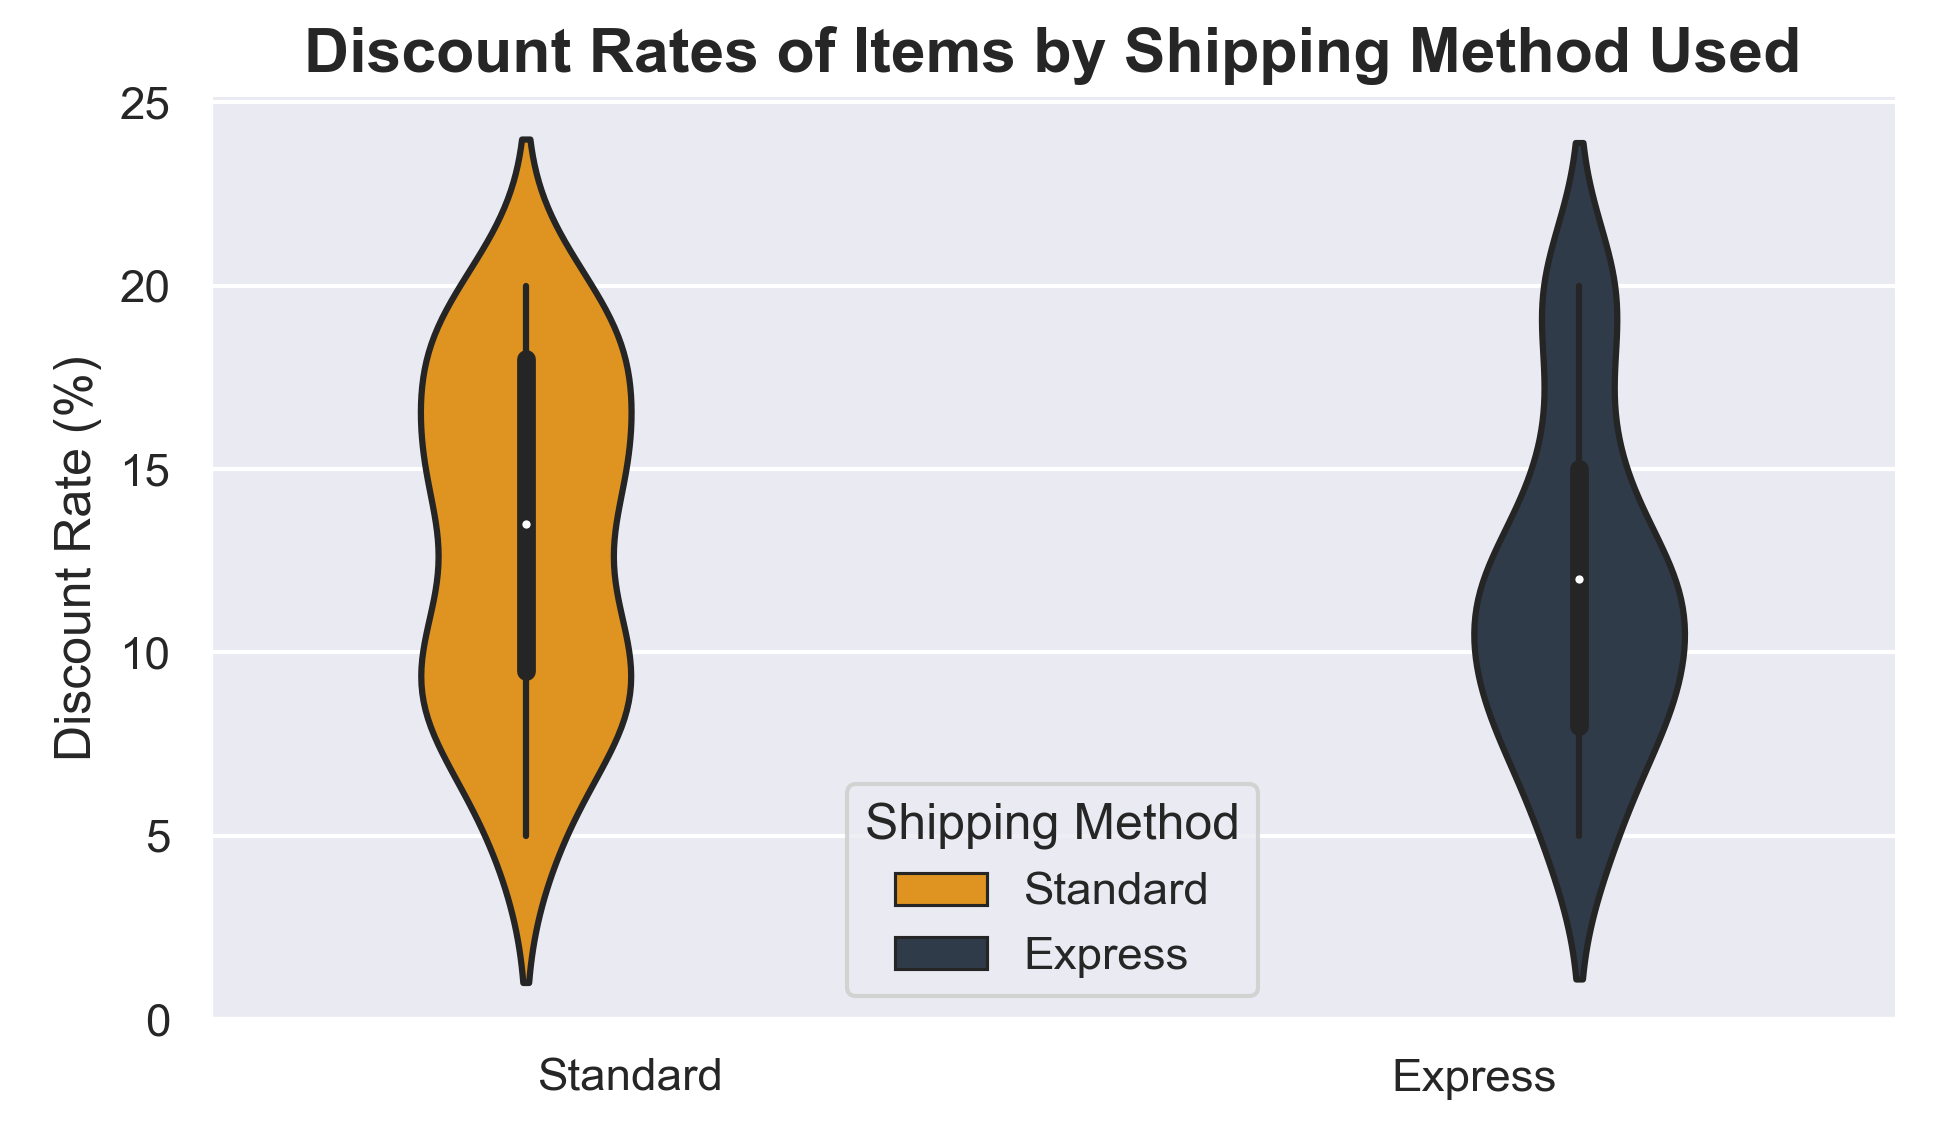 Discount Rates of Items by Shipping Method Used
25
20
15
10
5
0
Discount Rate (%)
Shipping Method
Standard
Express
Standard
Express